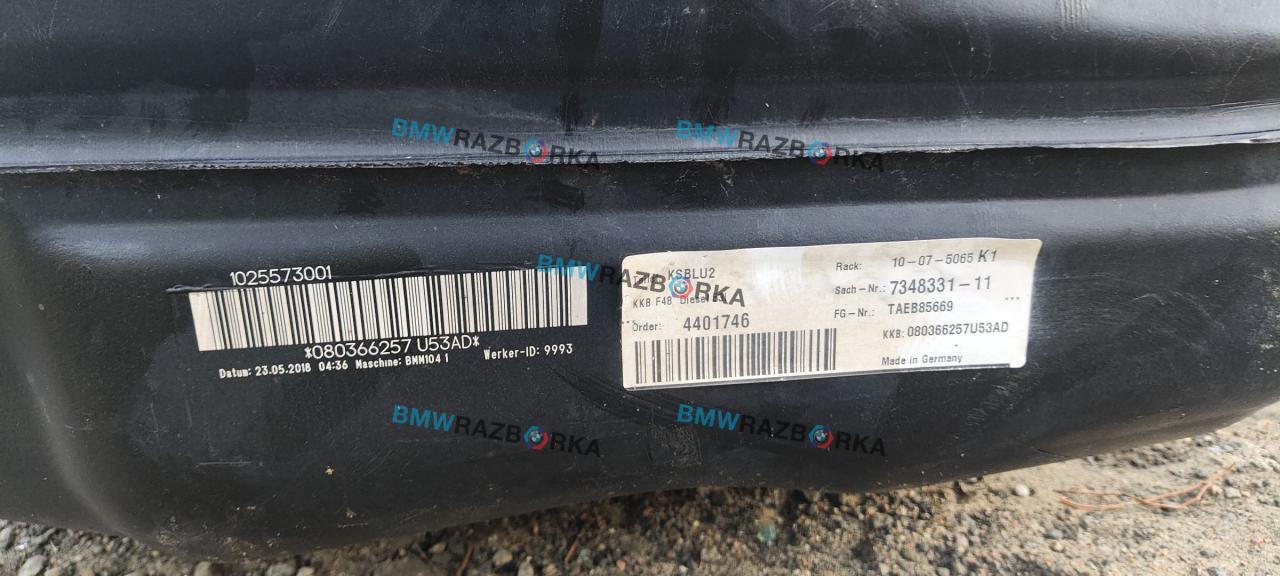 BMWRAZBORKA
BMWRAZBORKA
1025573001
*080366257 U53AD*
Datum: 23.05.2018 04:36 Maschine: BMM104 1
Werker-ID: 9993
BMWRAZBORKA
KSBLU2
KKB F48 Diesel
Order: 4401746
Rack: 10-07-5065 K1
Sach-Nr.: 7348331-11
FG-Nr.: TAEB85669
KKB: 080366257U53AD
Made in Germany
BMWRAZBORKA
BMWRAZBORKA